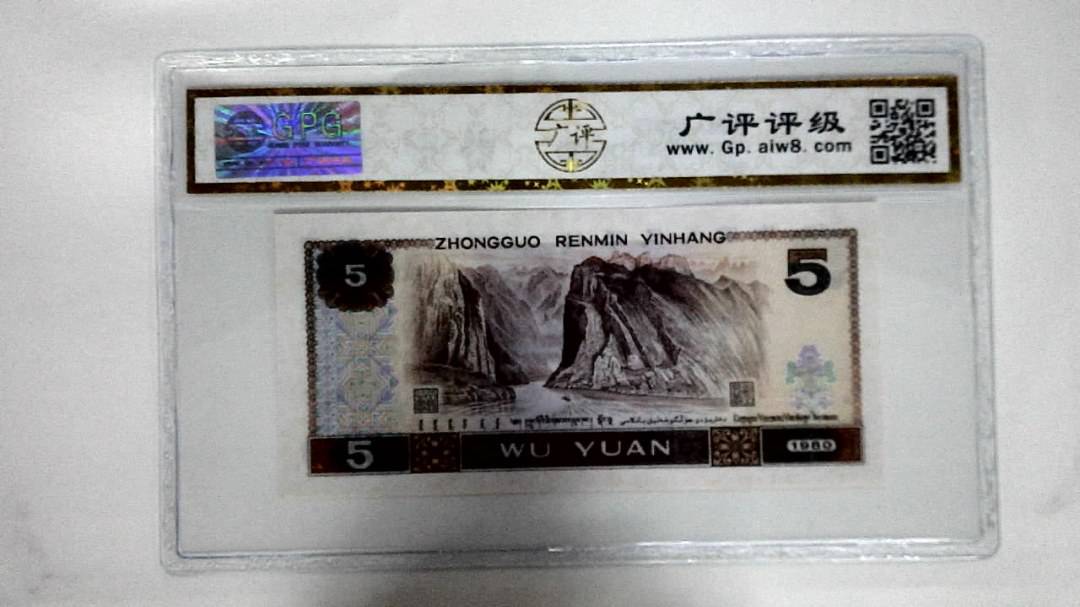 GPG
广评
广评评级
www. Gp. aiw8. com
ZHONGGUO RENMIN YINHANG
5
5
5
WU YUAN
1980